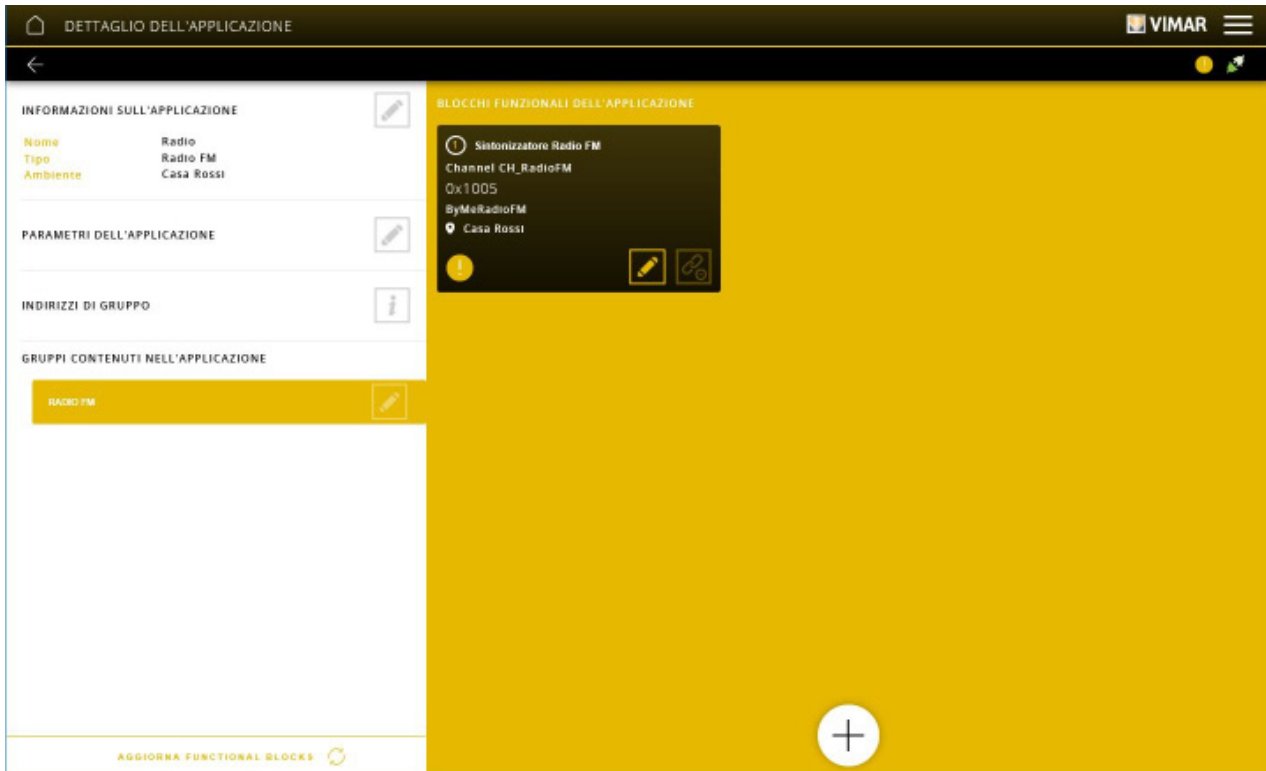 DETTAGLIO DELL'APPLICAZIONE
VIMAR
INFORMAZIONI SULL'APPLICAZIONE
Nome Radio
Tipo Radio FM
Ambiente Casa Rossi
PARAMETRI DELL'APPLICAZIONE
INDIRIZZI DI GRUPPO
i
GRUPPI CONTENUTI NELL'APPLICAZIONE
RADIO FM
AGGIORNA FUNCTIONAL BLOCKS
BLOCCHI FUNZIONALI DELL'APPLICAZIONE
1 Sintonizzatore Radio FM
Channel CH_RadioFM
0x1005
ByMeRadioFM
Casa Rossi
!